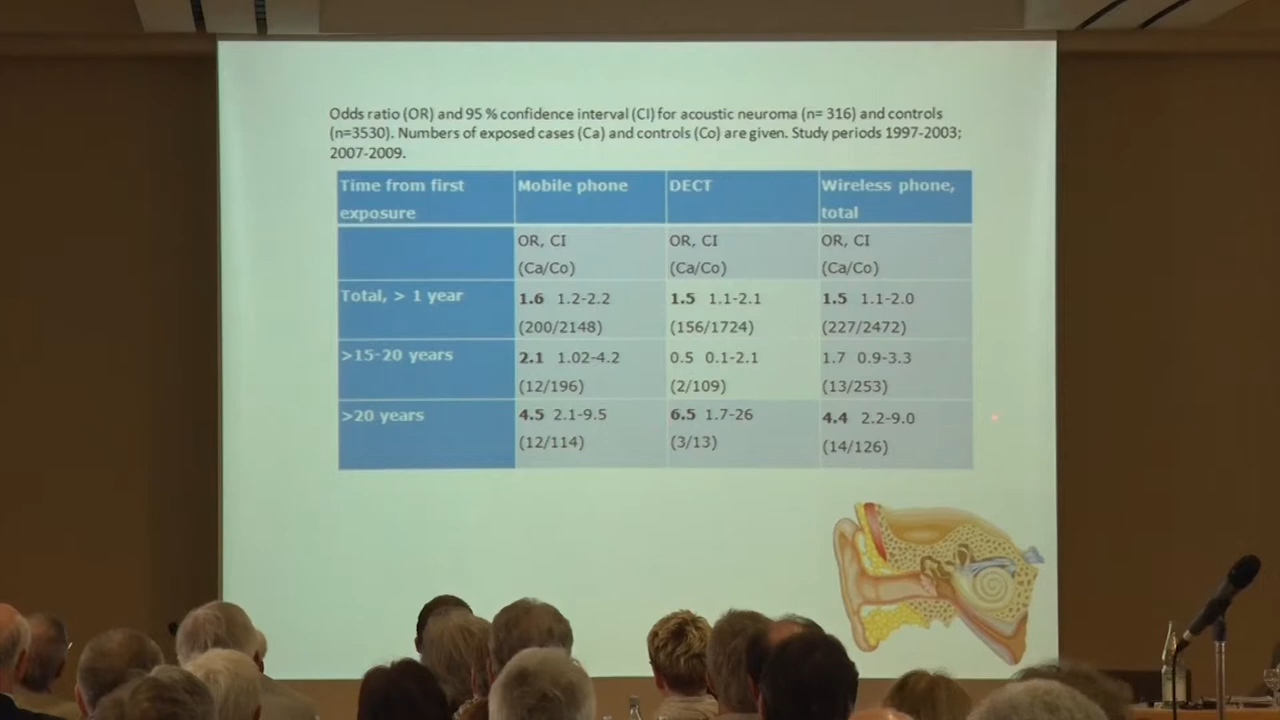 Odds ratio (OR) and 95 % confidence interval (CI) for acoustic neuroma (n= 316) and controls
(n=3530). Numbers of exposed cases (Ca) and controls (Co) are given. Study periods 1997-2003;
2007-2009.
Time from first exposure Mobile phone DECT Wireless phone, total
OR, CI OR, CI OR, CI
(Ca/Co) (Ca/Co) (Ca/Co)
Total, > 1 year 1.6 1.2-2.2 1.5 1.1-2.1 1.5 1.1-2.0
(200/2148) (156/1724) (227/2472)
>15-20 years 2.1 1.02-4.2 0.5 0.1-2.1 1.7 0.9-3.3
(12/196) (2/109) (13/253)
>20 years 4.5 2.1-9.5 6.5 1.7-26 4.4 2.2-9.0
(12/114) (3/13) (14/126)